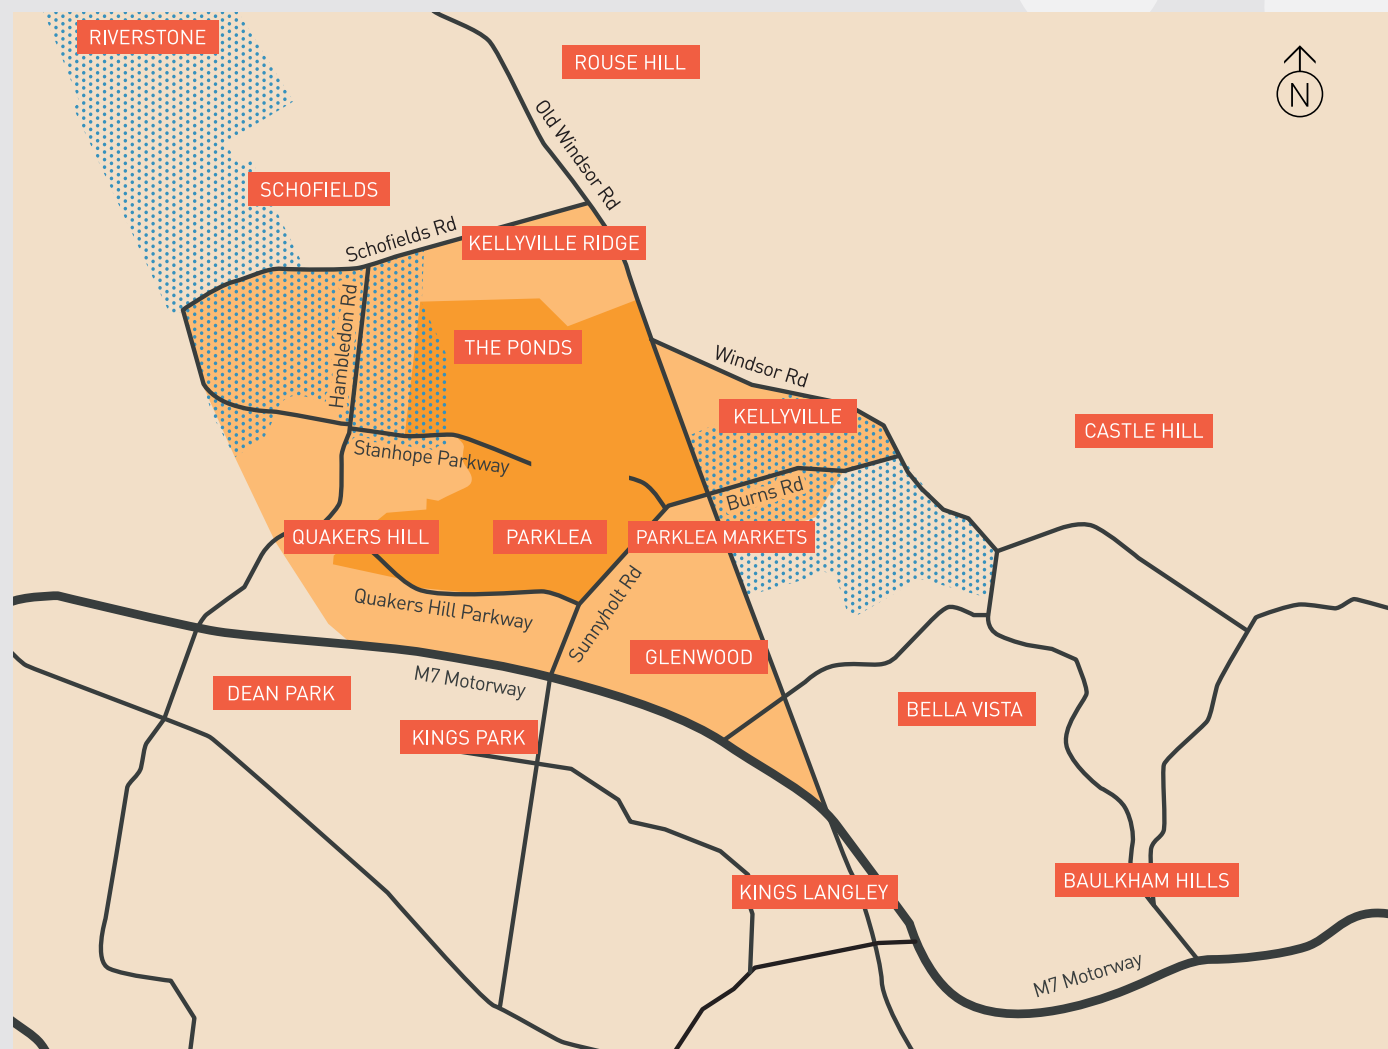 RIVERSTONE
ROUSE HILL
N
Old Windsor Rd
SCHOFIELDS
Schofields Rd
KELLYVILLE RIDGE
Hambledon Rd
THE PONDS
Windsor Rd
KELLYVILLE
CASTLE HILL
Stanhope Parkway
Burns Rd
QUAKERS HILL
PARKLEA
PARKLEA MARKETS
Quakers Hill Parkway
Sunnyholt Rd
GLENWOOD
M7 Motorway
DEAN PARK
BELLA VISTA
KINGS PARK
BAULKHAM HILLS
KINGS LANGLEY
M7 Motorway